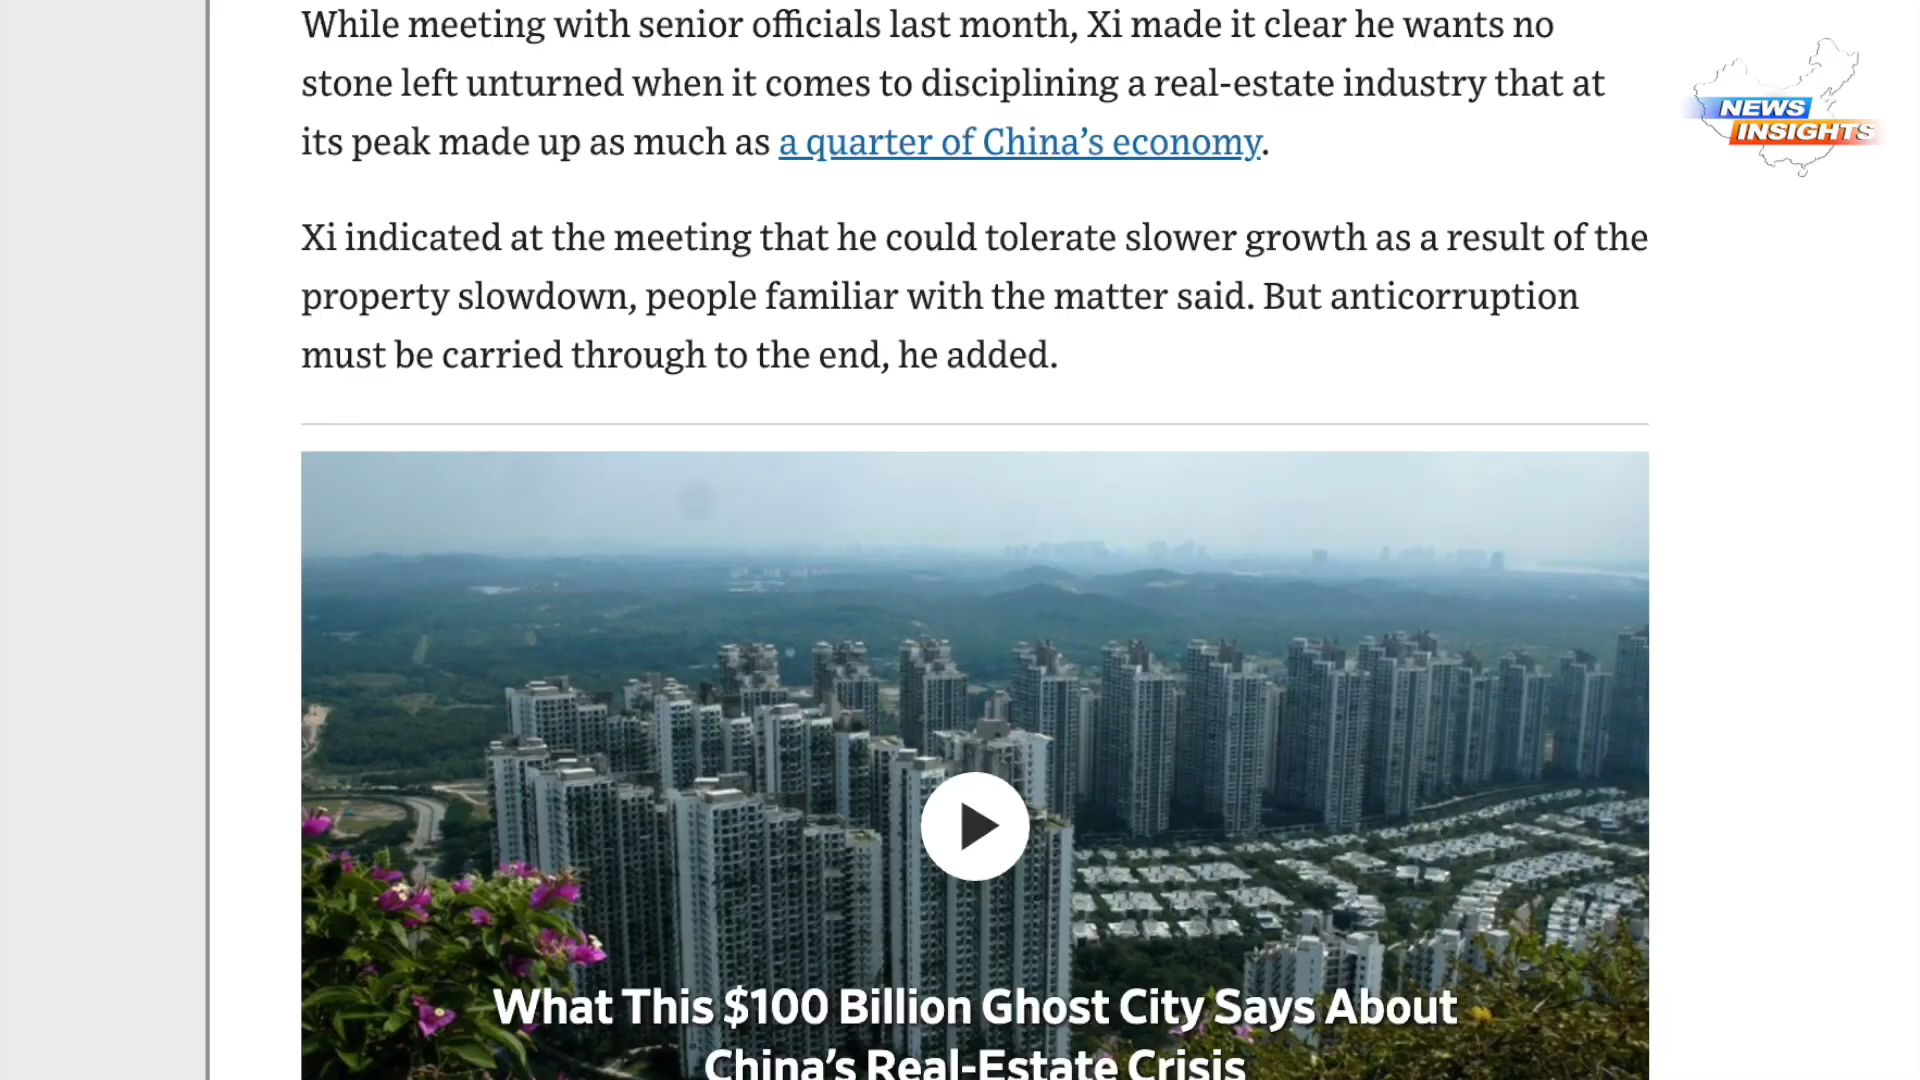 While meeting with senior officials last month, Xi made it clear he wants no
stone left unturned when it comes to disciplining a real-estate industry that at
its peak made up as much as a quarter of China’s economy.
Xi indicated at the meeting that he could tolerate slower growth as a result of the
property slowdown, people familiar with the matter said. But anticorruption
must be carried through to the end, he added.
NEWS
INSIGHTS
What This $100 Billion Ghost City Says About
China’s Real-Estate Crisis